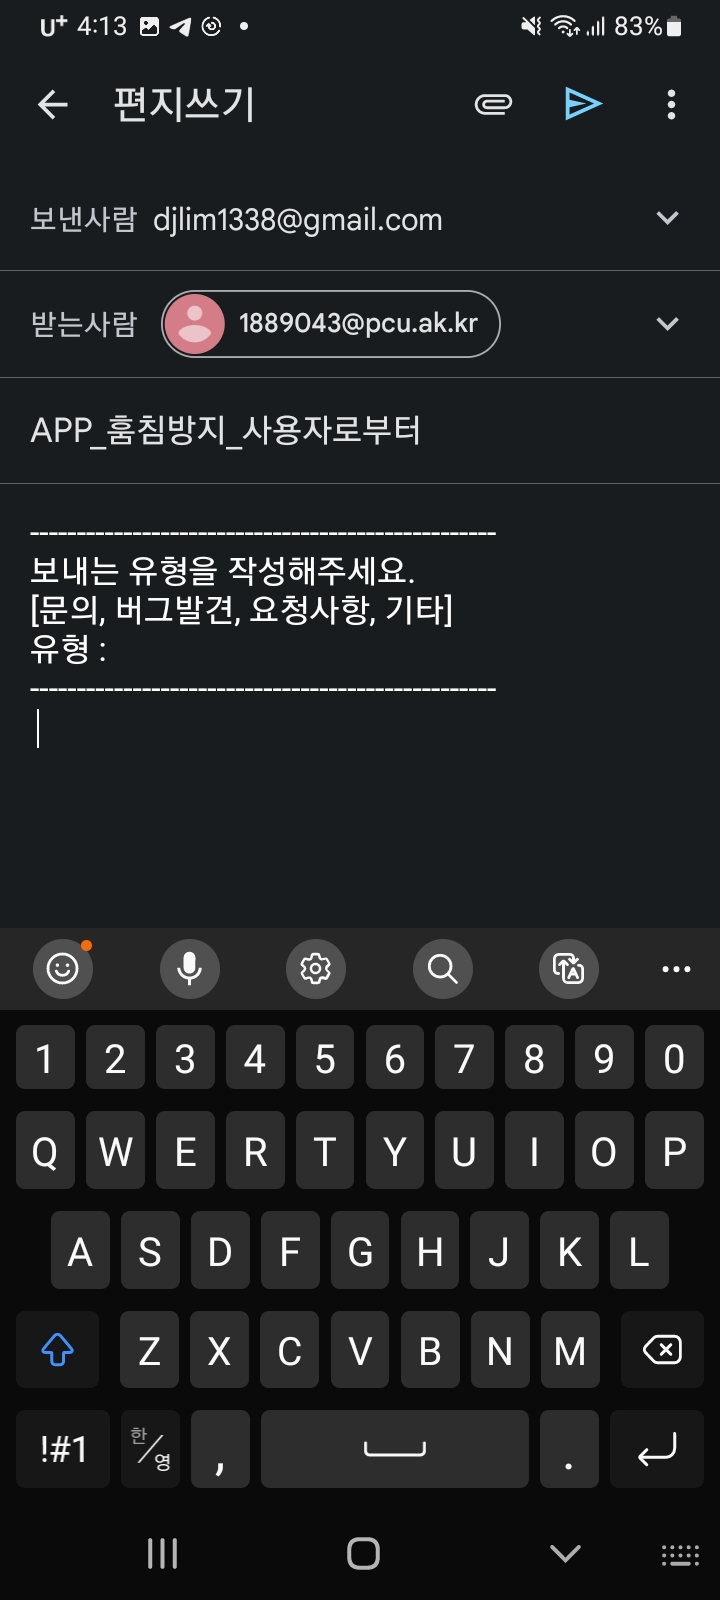 U+ 4:13 83%
편지쓰기
보낸사람 djlim1338@gmail.com
받는사람 1889043@pcu.ak.kr
APP_훔침방지_사용자로부터
--------------------------------------------------
보내는 유형을 작성해주세요.
[문의, 버그발견, 요청사항, 기타]
유형 :
--------------------------------------------------
1 2 3 4 5 6 7 8 9 0
Q W E R T Y U I O P
A S D F G H J K L
Z X C V B N M
!#1 한/영 , .